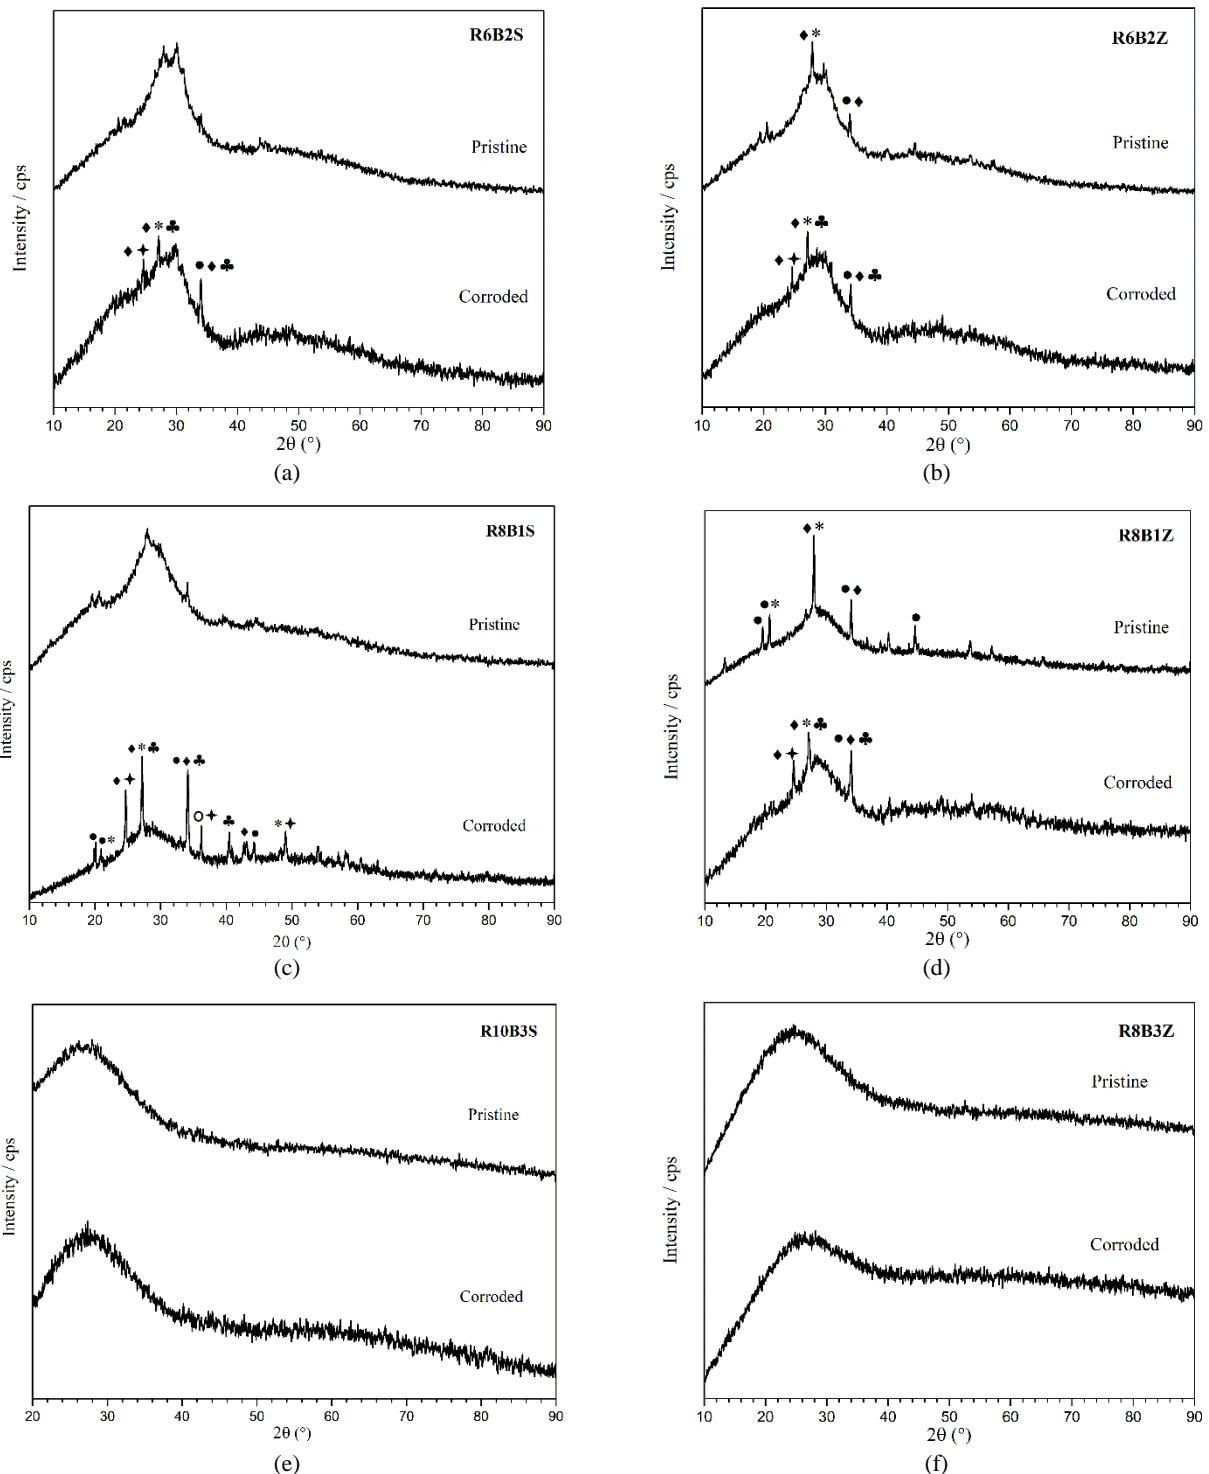 R6B2S
Pristine
Corroded
Intensity / cps
10 20 30 40 50 60 70 80 90
2θ (°)
(a)
R6B2Z
Pristine
Corroded
Intensity / cps
10 20 30 40 50 60 70 80 90
2θ (°)
(b)
R8B1S
Pristine
Corroded
Intensity / cps
10 20 30 40 50 60 70 80 90
20 (°)
(c)
R8B1Z
Pristine
Corroded
Intensity / cps
10 20 30 40 50 60 70 80 90
2θ (°)
(d)
R10B3S
Pristine
Corroded
Intensity / cps
20 30 40 50 60 70 80 90
2θ (°)
(e)
R8B3Z
Pristine
Corroded
Intensity / cps
10 20 30 40 50 60 70 80 90
2θ (°)
(f)